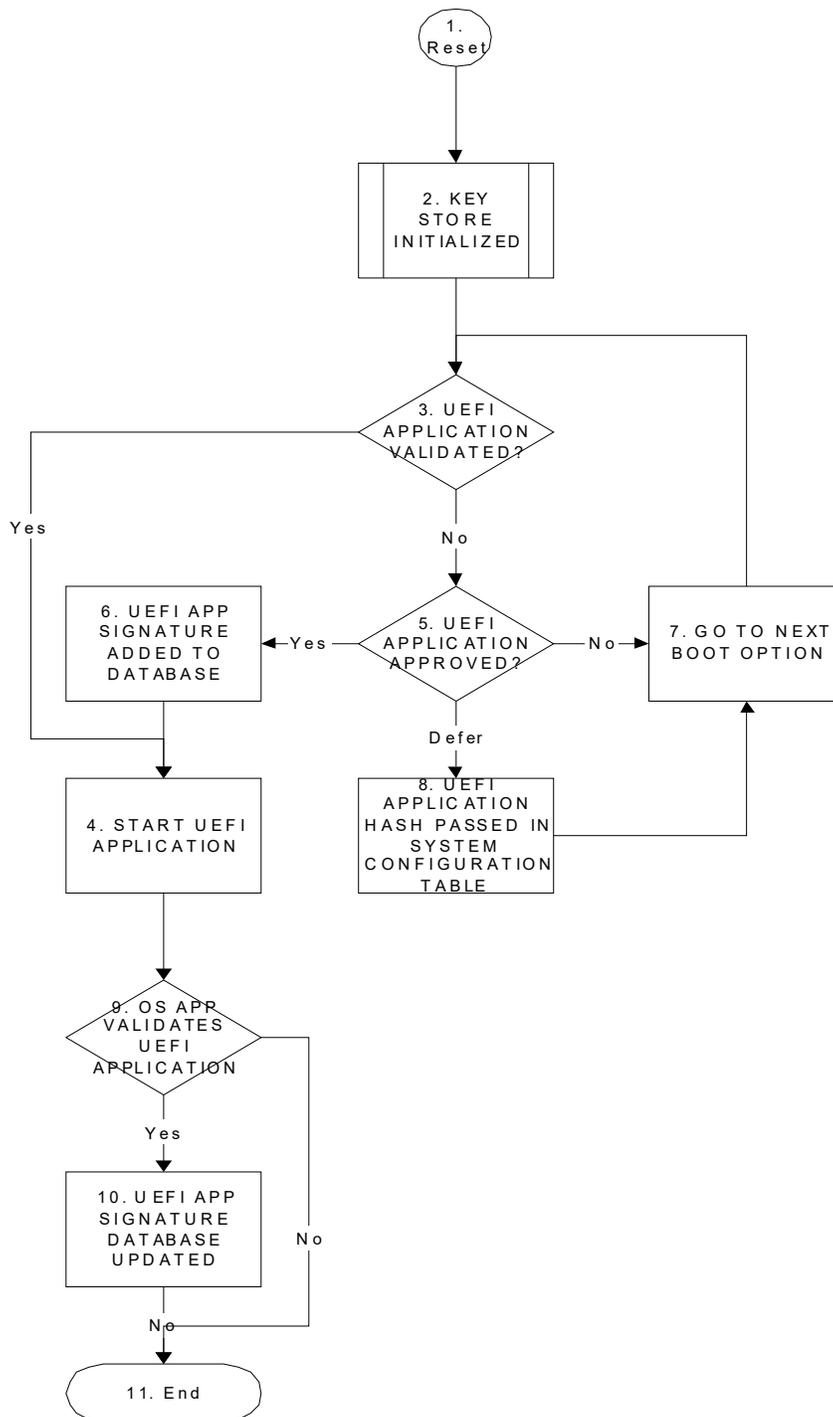 1.
Reset
2. KEY
STORE
INITIALIZED
3. UEFI
APPLICATION
VALIDATED?
Yes
No
6. UEFI APP
SIGNATURE
ADDED TO
DATABASE
Yes
5. UEFI
APPLICATION
APPROVED?
No
7. GO TO NEXT
BOOT OPTION
Defer
4. START UEFI
APPLICATION
8. UEFI
APPLICATION
HASH PASSED IN
SYSTEM
CONFIGURATION
TABLE
9. OS APP
VALIDATES
UEFI
APPLICATION
Yes
10. UEFI APP
SIGNATURE
DATABASE
UPDATED
No
No
11. End